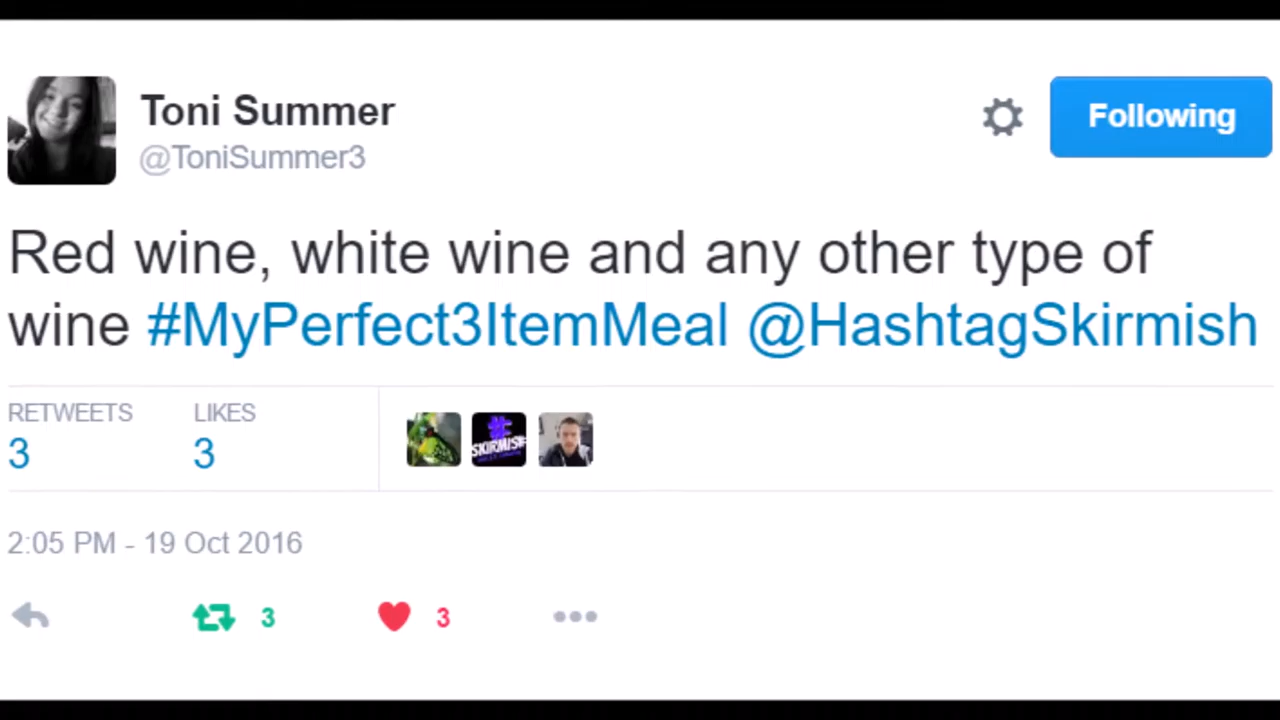 Toni Summer
@ToniSummer3
Following
Red wine, white wine and any other type of
wine #MyPerfect3ItemMeal @HashtagSkirmish
RETWEETS LIKES
3 3
#
SKIRMISH
2:05 PM - 19 Oct 2016
3 3